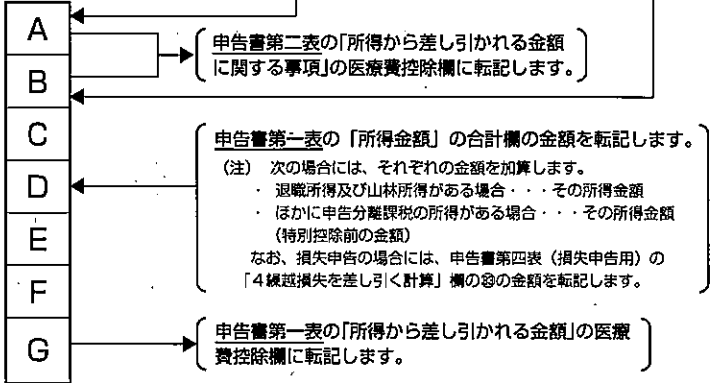 A
申告書第二表の「所得から差し引かれる金額
に関する事項」の医療費控除欄に転記します。
B
C
申告書第一表の「所得金額」の合計欄の金額を転記します。
(注) 次の場合には、それぞれの金額を加算します。
・ 退職所得及び山林所得がある場合・・・その所得金額
D
・ ほかに申告分離課税の所得がある場合・・・その所得金額
(特別控除前の金額)
E
なお、損失申告の場合には、申告書第四表(損失申告用)の
「4繰越損失を差し引く計算」欄の の金額を転記します。
F
G
申告書第一表の「所得から差し引かれる金額」の医療
費控除欄に転記します。